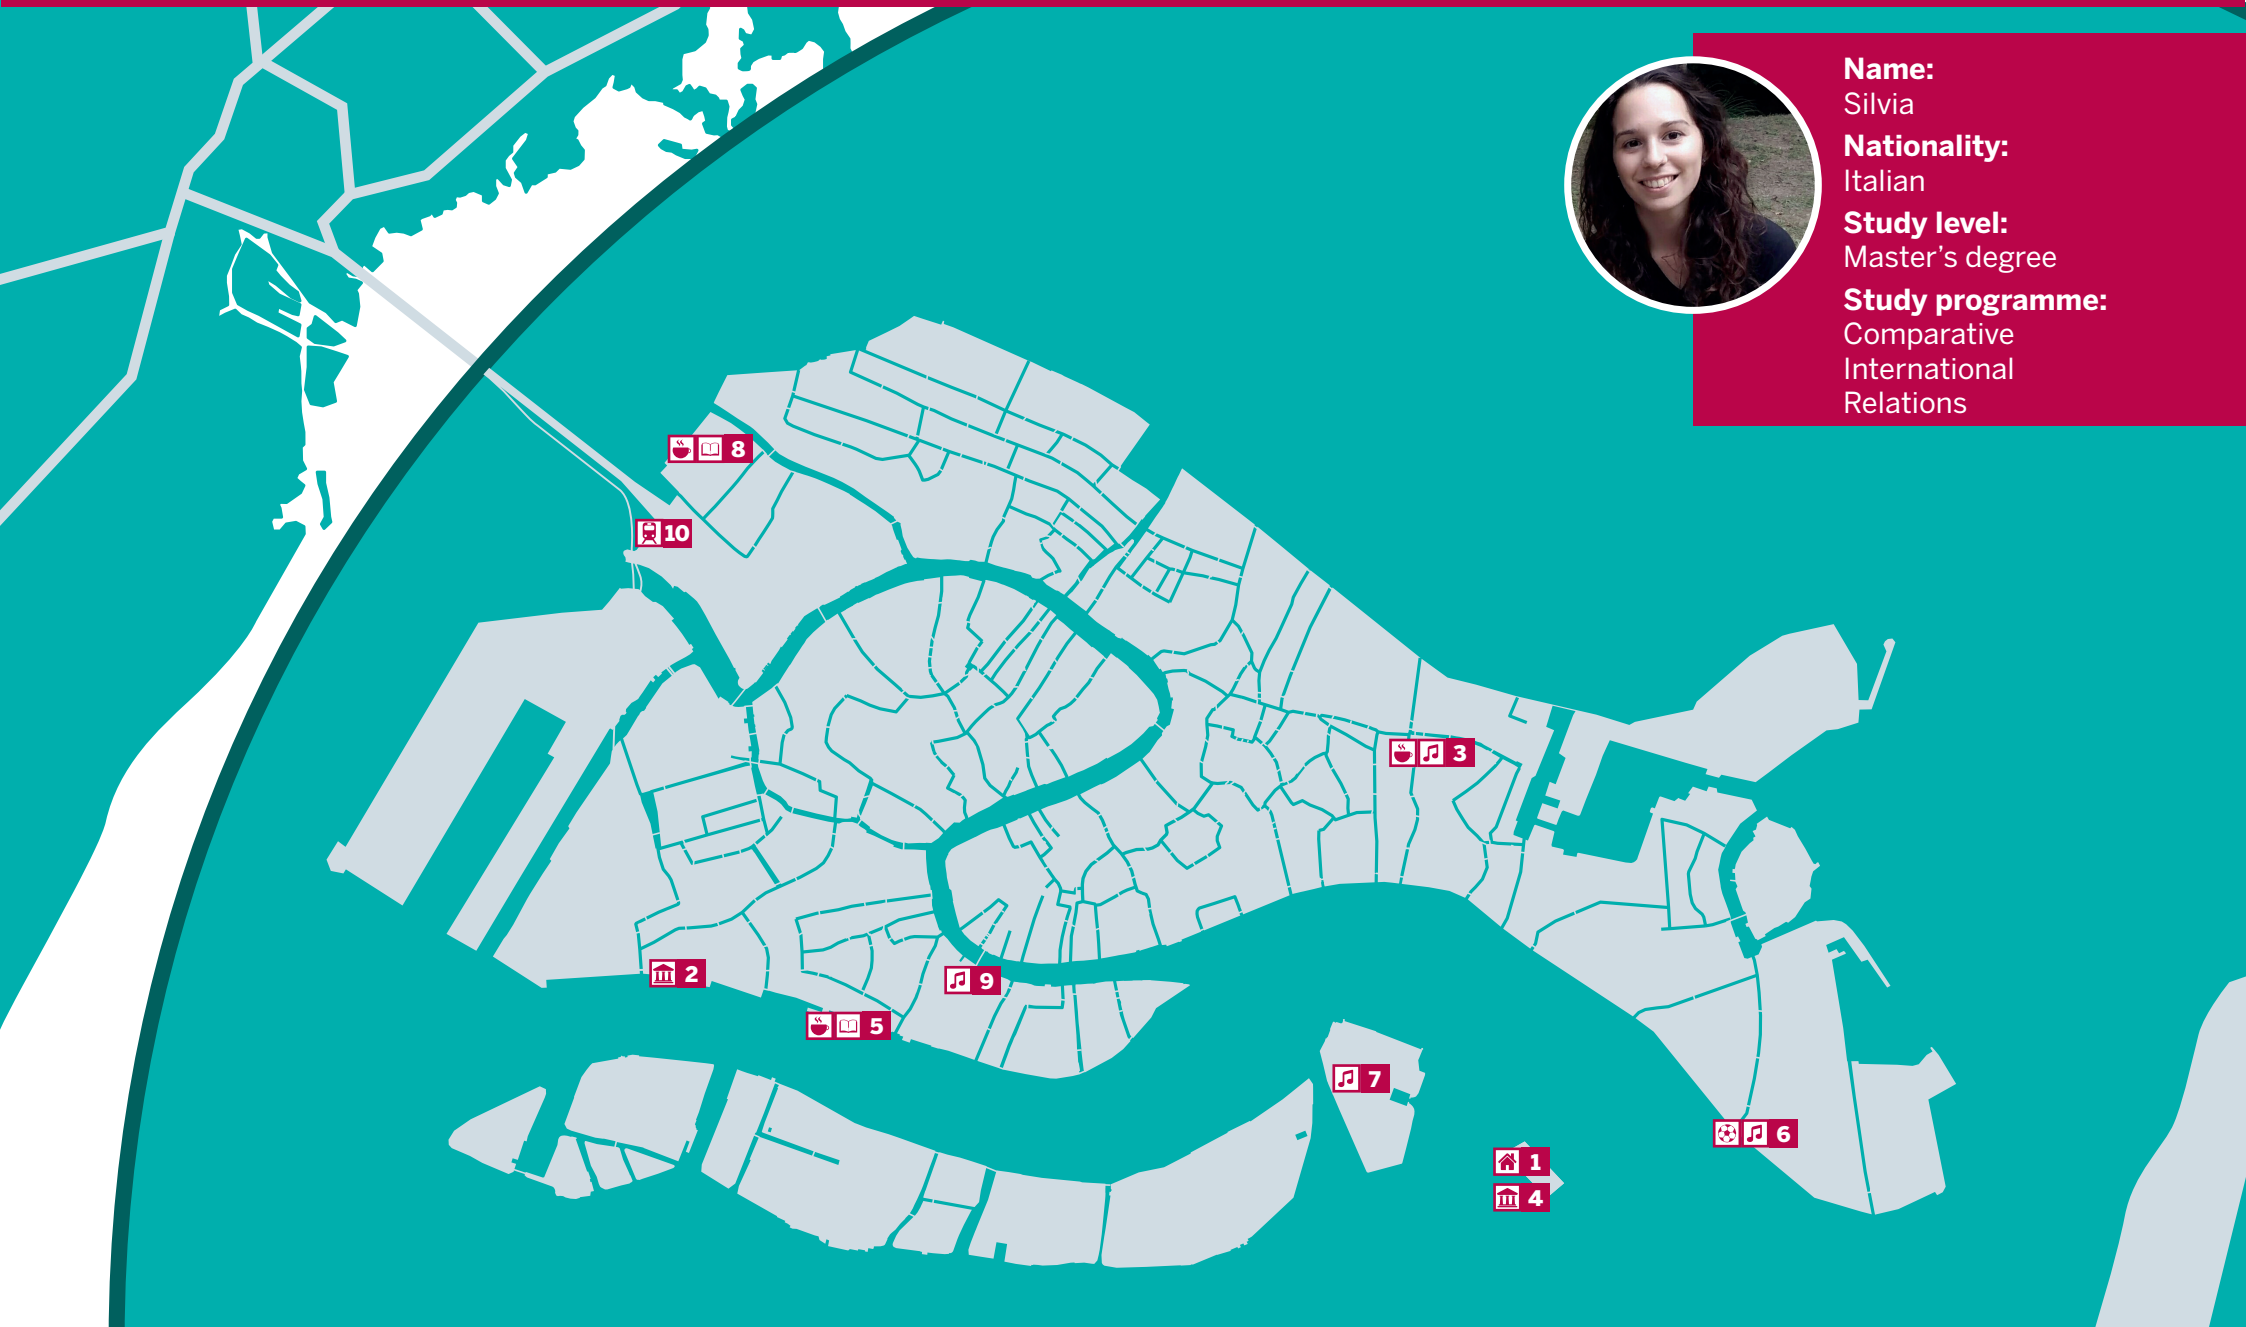 Name:
Silvia
Nationality:
Italian
Study level:
Master’s degree
Study programme:
Comparative
International
Relations
8
10
3
2
9
5
7
6
1
4